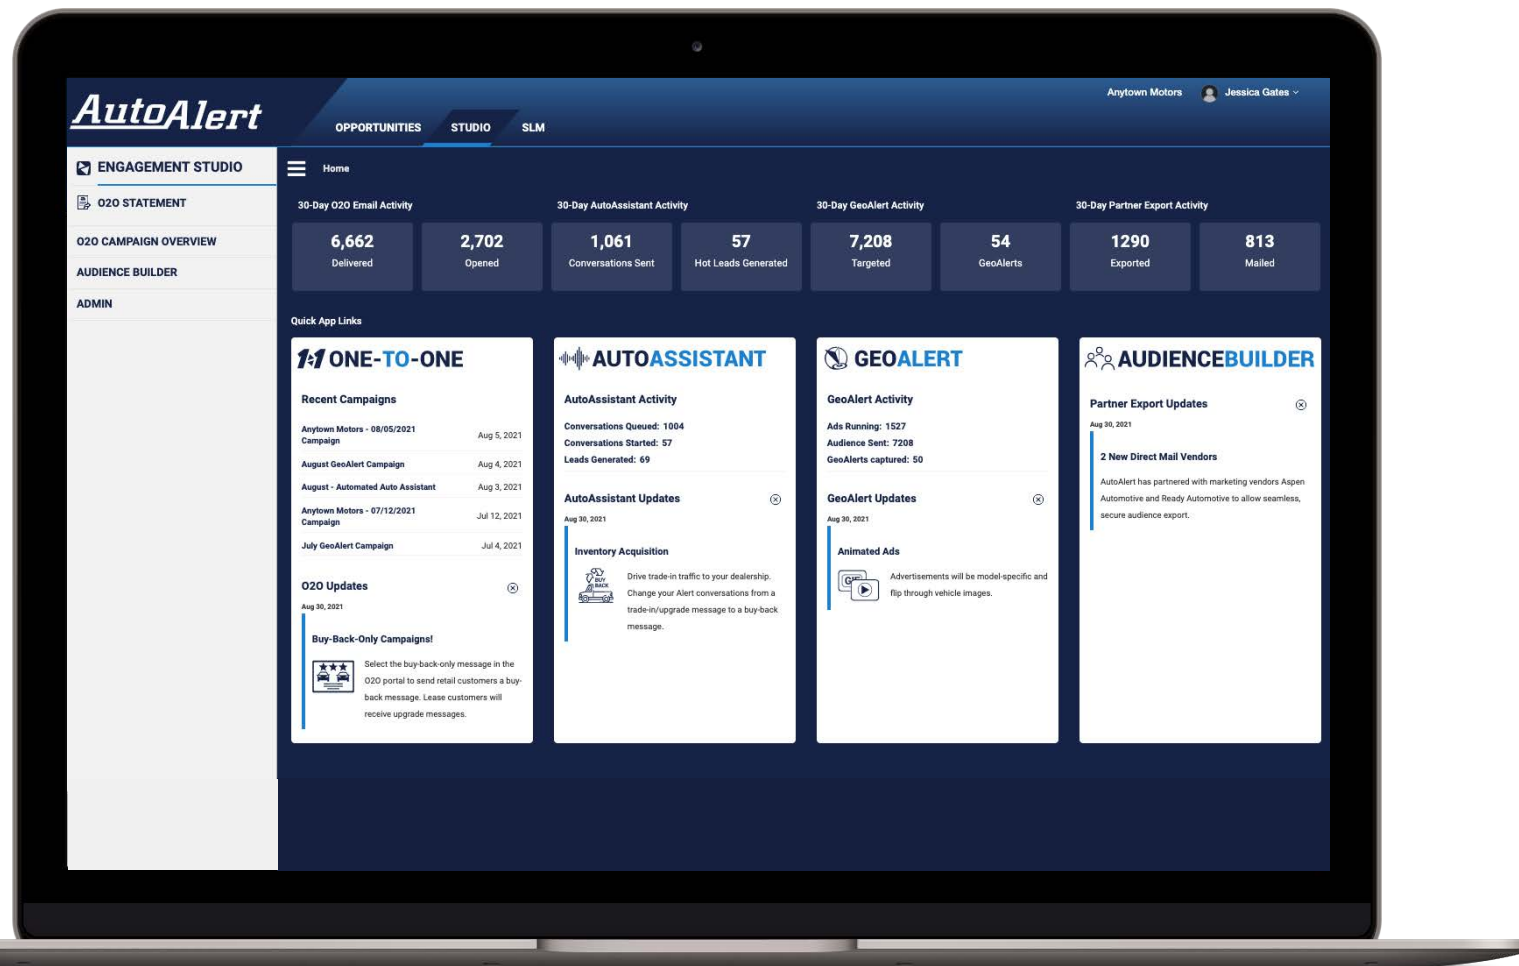 AutoAlert
Anytown Motors Jessica Gates
OPPORTUNITIES STUDIO SLM
ENGAGEMENT STUDIO
O2O STATEMENT
O2O CAMPAIGN OVERVIEW
AUDIENCE BUILDER
ADMIN
Home
30-Day O2O Email Activity
6,662
Delivered
2,702
Opened
30-Day AutoAssistant Activity
1,061
Conversations Sent
57
Hot Leads Generated
30-Day GeoAlert Activity
7,208
Targeted
54
GeoAlerts
30-Day Partner Export Activity
1290
Exported
813
Mailed
Quick App Links
1:1 ONE-TO-ONE
Recent Campaigns
Anytown Motors - 08/05/2021
Campaign
Aug 5, 2021
August GeoAlert Campaign Aug 4, 2021
August - Automated Auto Assistant Aug 3, 2021
Anytown Motors - 07/12/2021
Campaign
Jul 12, 2021
July GeoAlert Campaign Jul 4, 2021
O2O Updates
Aug 30, 2021
Buy-Back-Only Campaigns!
Select the buy-back-only message in the
O2O portal to send retail customers a buy-
back message. Lease customers will
receive upgrade messages.
AUTOASSISTANT
AutoAssistant Activity
Conversations Queued: 1004
Conversations Started: 57
Leads Generated: 69
AutoAssistant Updates
Aug 30, 2021
Inventory Acquisition
BUY
BACK
Drive trade-in traffic to your dealership.
Change your Alert conversations from a
trade-in/upgrade message to a buy-back
message.
GEOALERT
GeoAlert Activity
Ads Running: 1527
Audience Sent: 7208
GeoAlerts captured: 50
GeoAlert Updates
Aug 30, 2021
Animated Ads
Advertisements will be model-specific and
flip through vehicle images.
AUDIENCEBUILDER
Partner Export Updates
Aug 30, 2021
2 New Direct Mail Vendors
AutoAlert has partnered with marketing vendors Aspen
Automotive and Ready Automotive to allow seamless,
secure audience export.